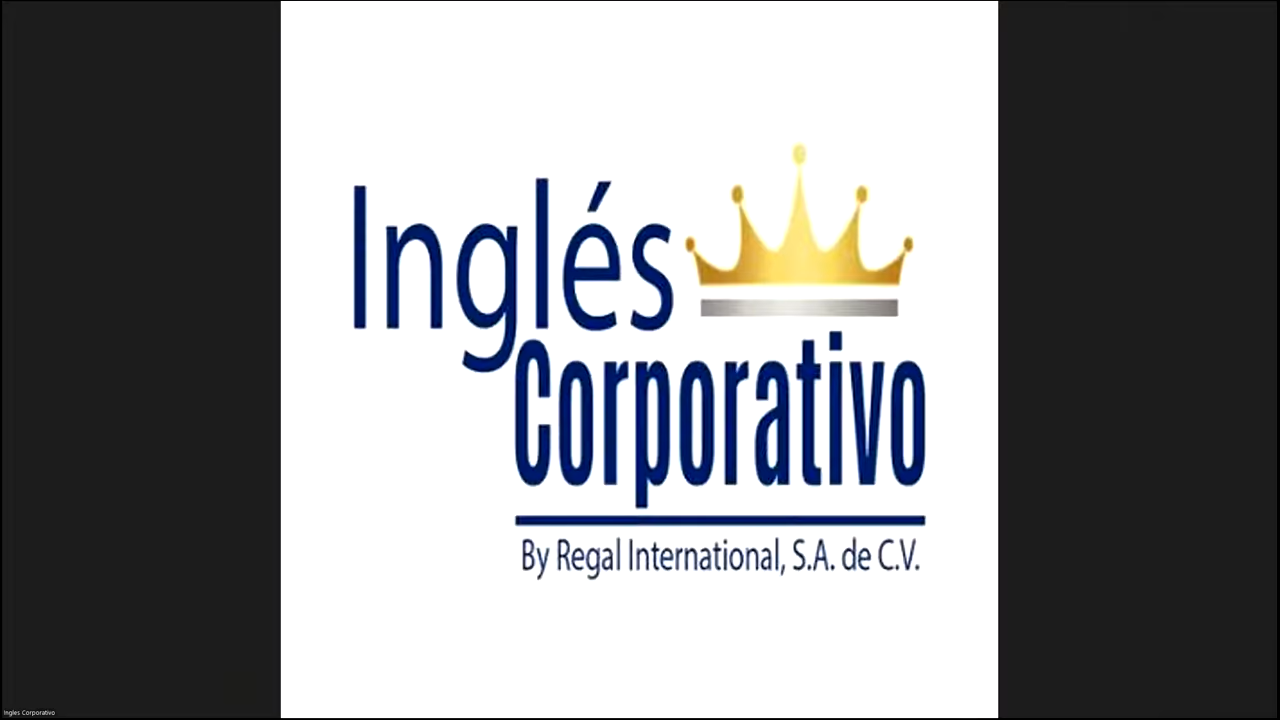 Inglés
Corporativo
By Regal International, S.A. de C.V.
Ingles Corporativo